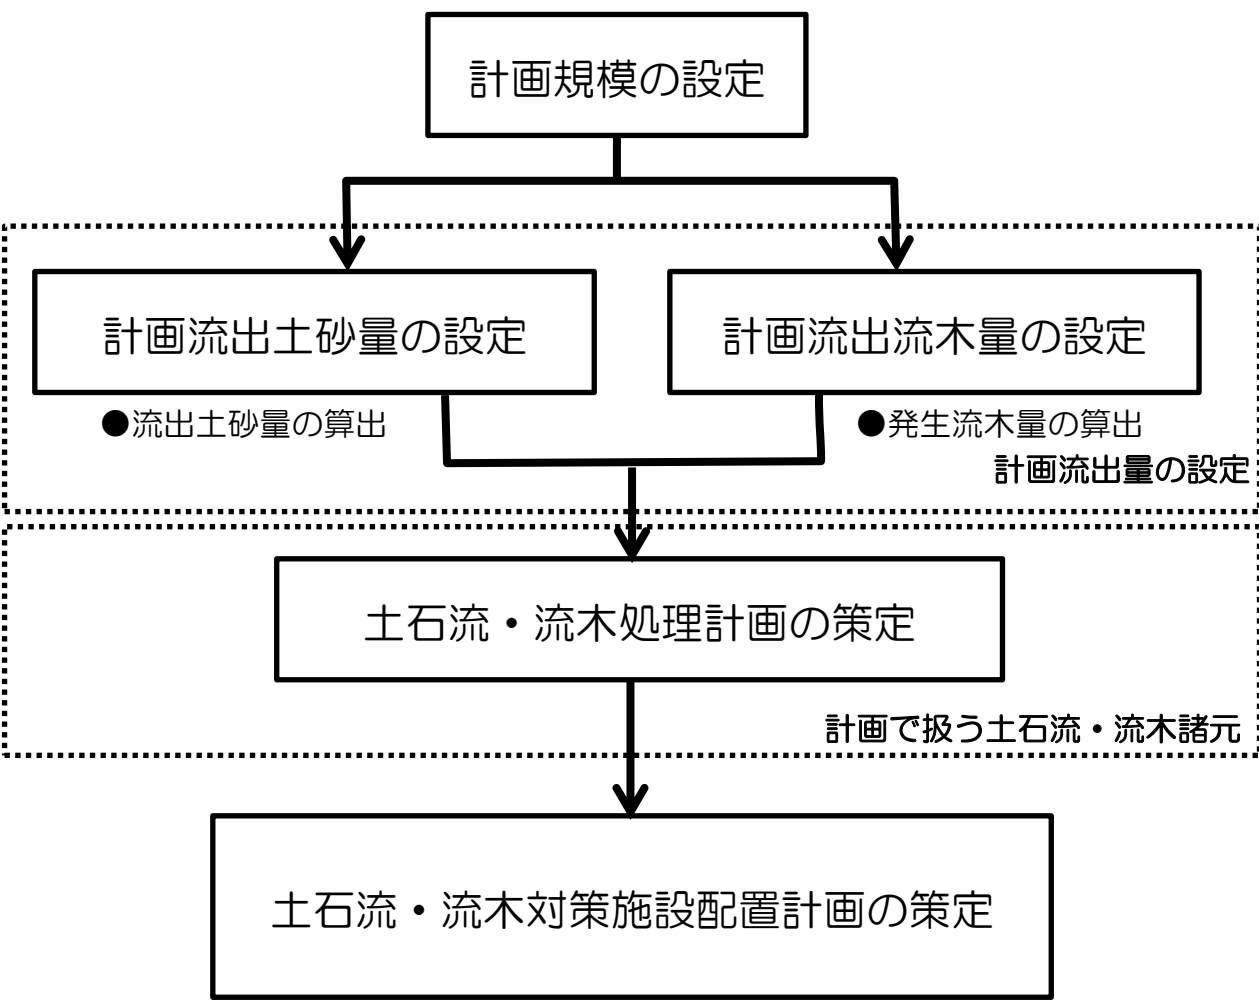 計画規模の設定
計画流出土砂量の設定
計画流出流木量の設定
●流出土砂量の算出
●発生流木量の算出
計画流出量の設定
土石流・流木処理計画の策定
計画で扱う土石流・流木諸元
土石流・流木対策施設配置計画の策定